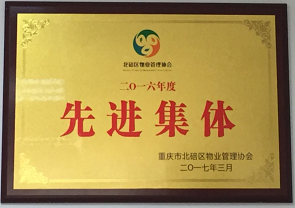 北碚区物业管理协会
二〇一六年度
先进集体
重庆市北碚区物业管理协会
二〇一七年三月